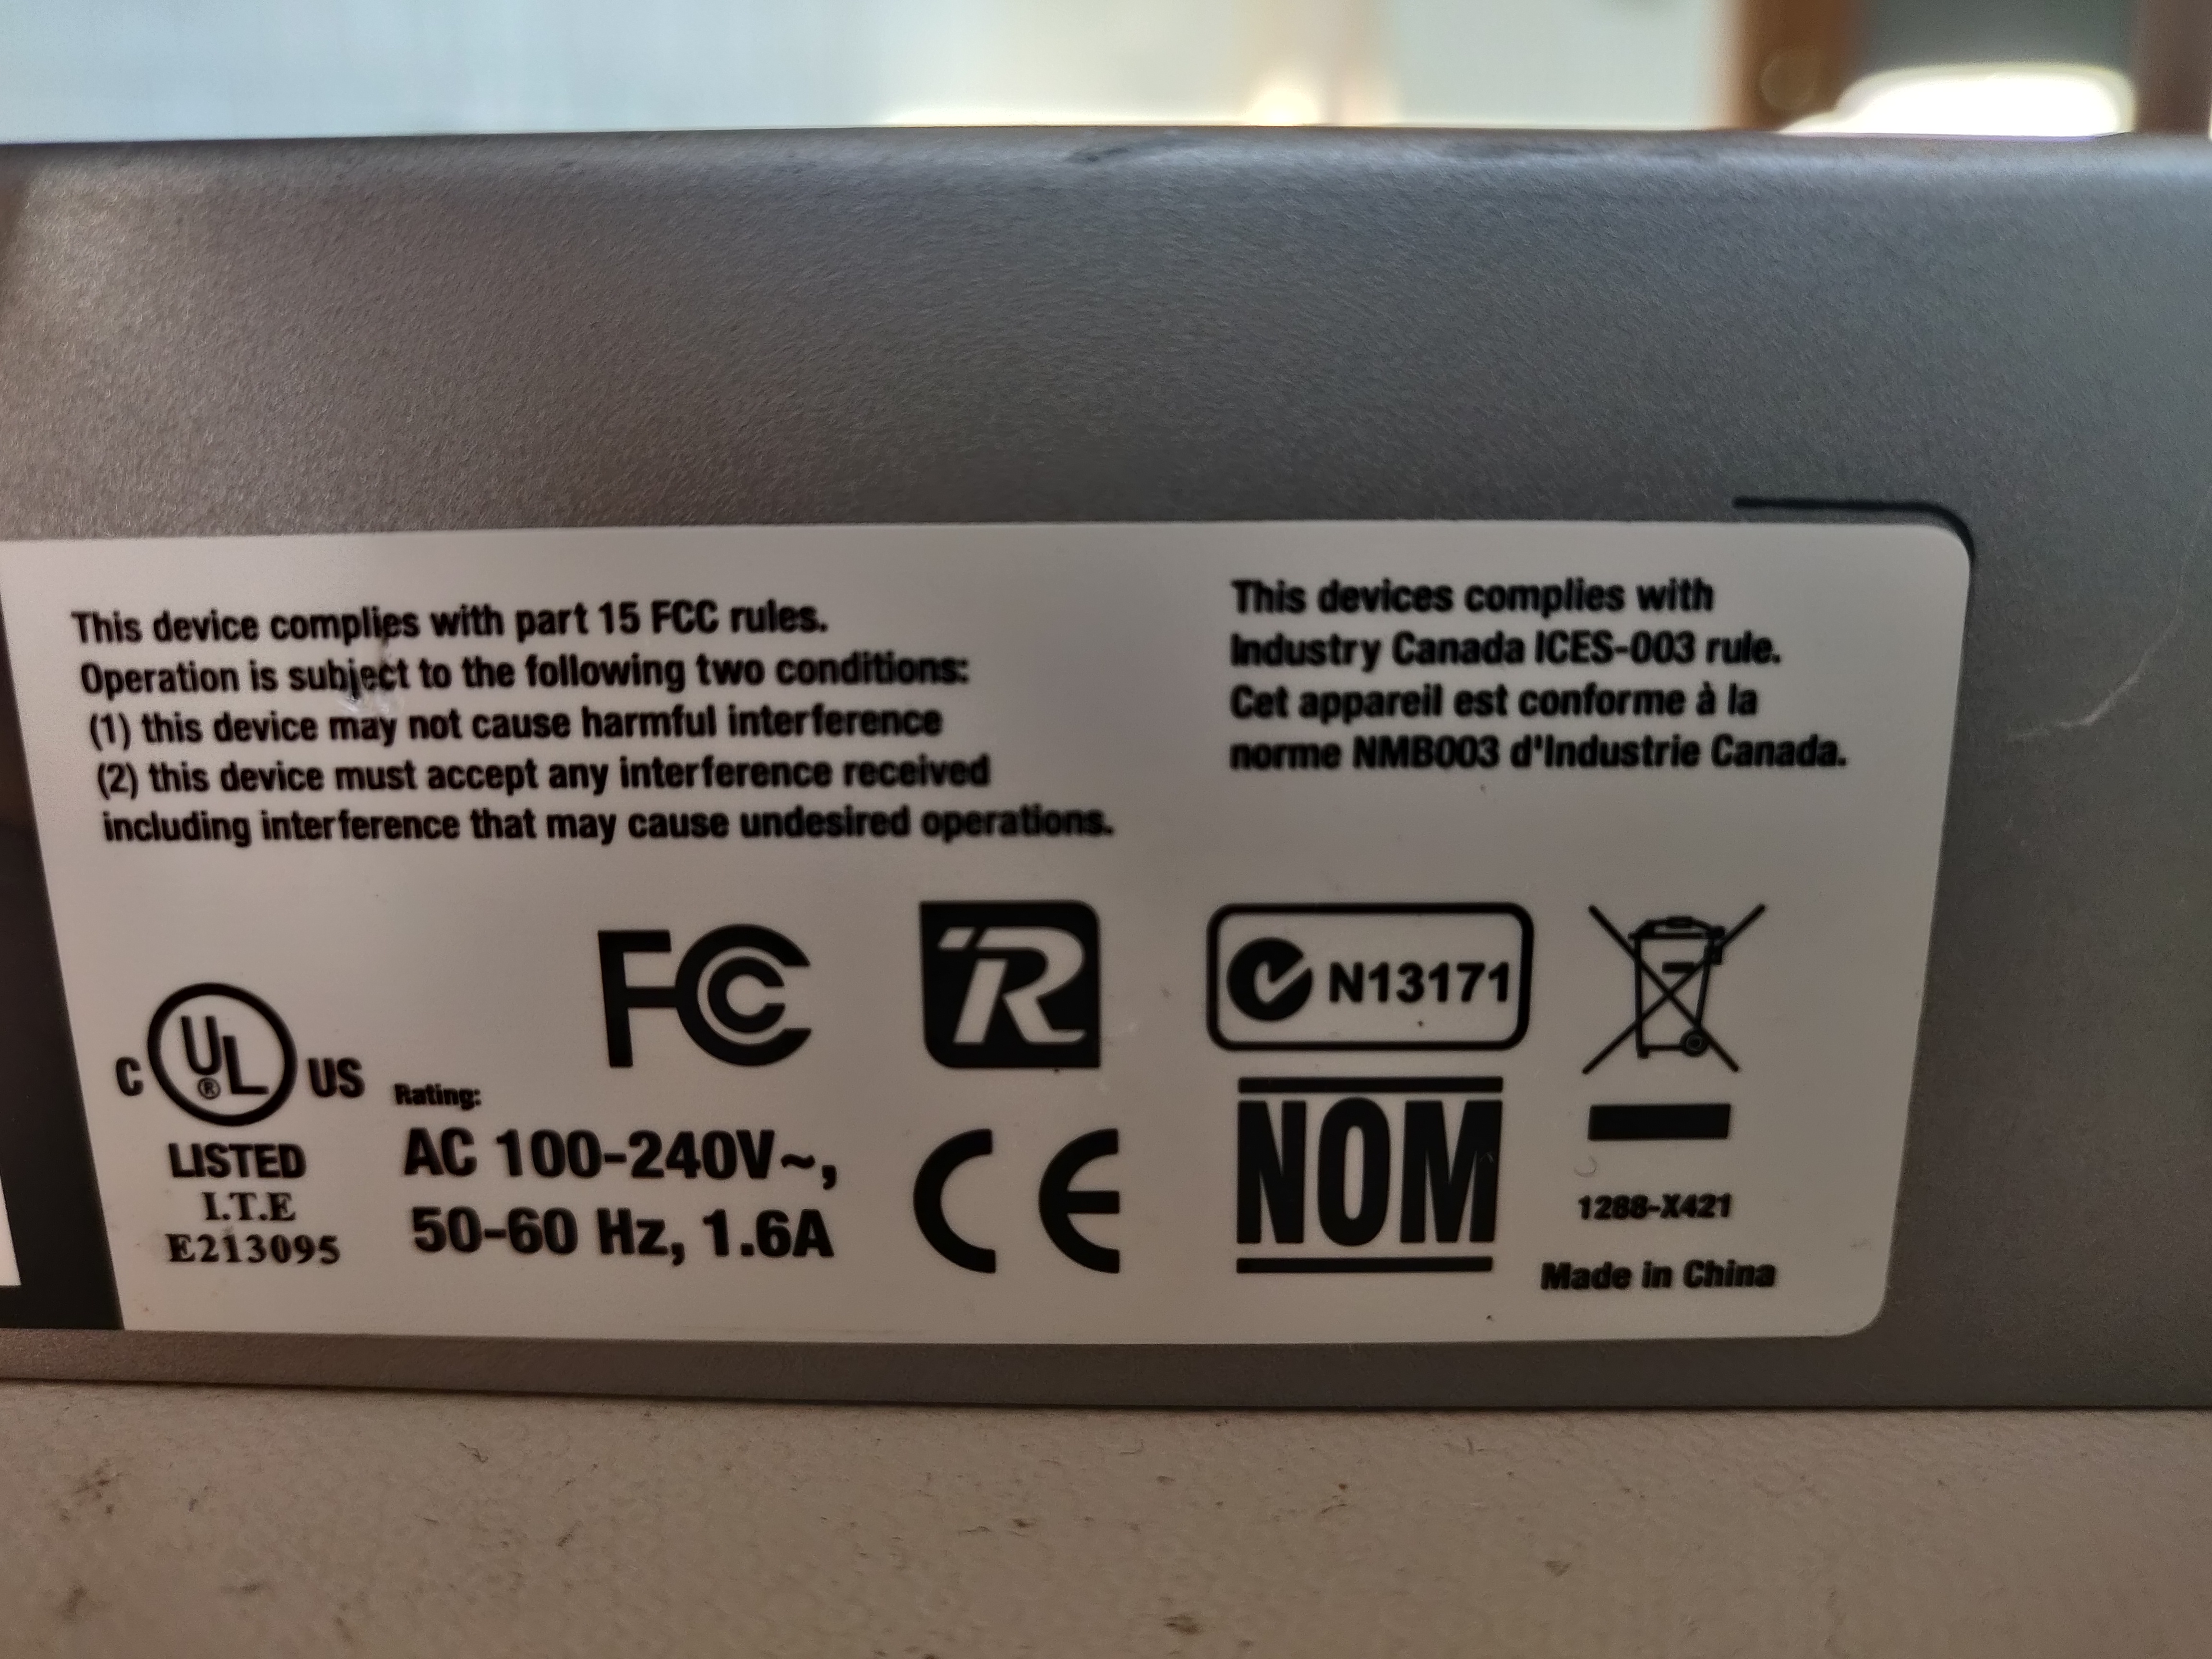 This device complies with part 15 FCC rules.
Operation is subject to the following two conditions:
(1) this device may not cause harmful interference
(2) this device must accept any interference received
including interference that may cause undesired operations.
This devices complies with
Industry Canada ICES-003 rule.
Cet appareil est conforme à la
norme NMB003 d'Industrie Canada.
C UL ® US
LISTED
I.T.E
E213095
FC
R
N13171
Rating:
AC 100-240V~,
50-60 Hz, 1.6A
CE
NOM
1288-X421
Made in China